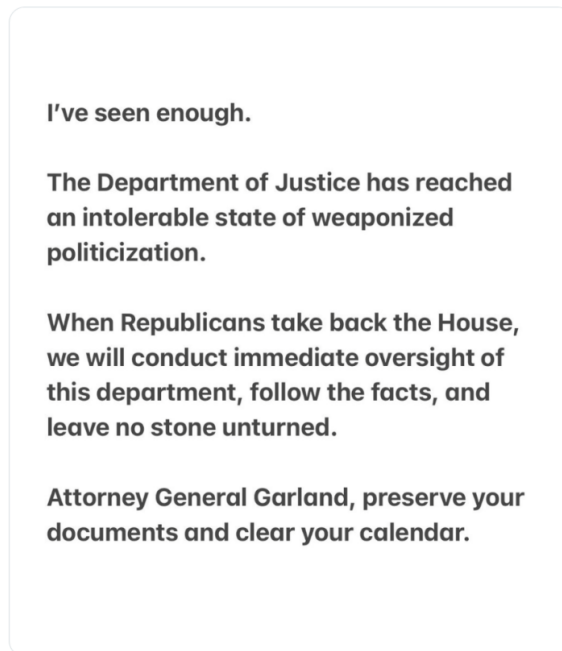 I've seen enough.
The Department of Justice has reached
an intolerable state of weaponized
politicization.
When Republicans take back the House,
we will conduct immediate oversight of
this department, follow the facts, and
leave no stone unturned.
Attorney General Garland, preserve your
documents and clear your calendar.